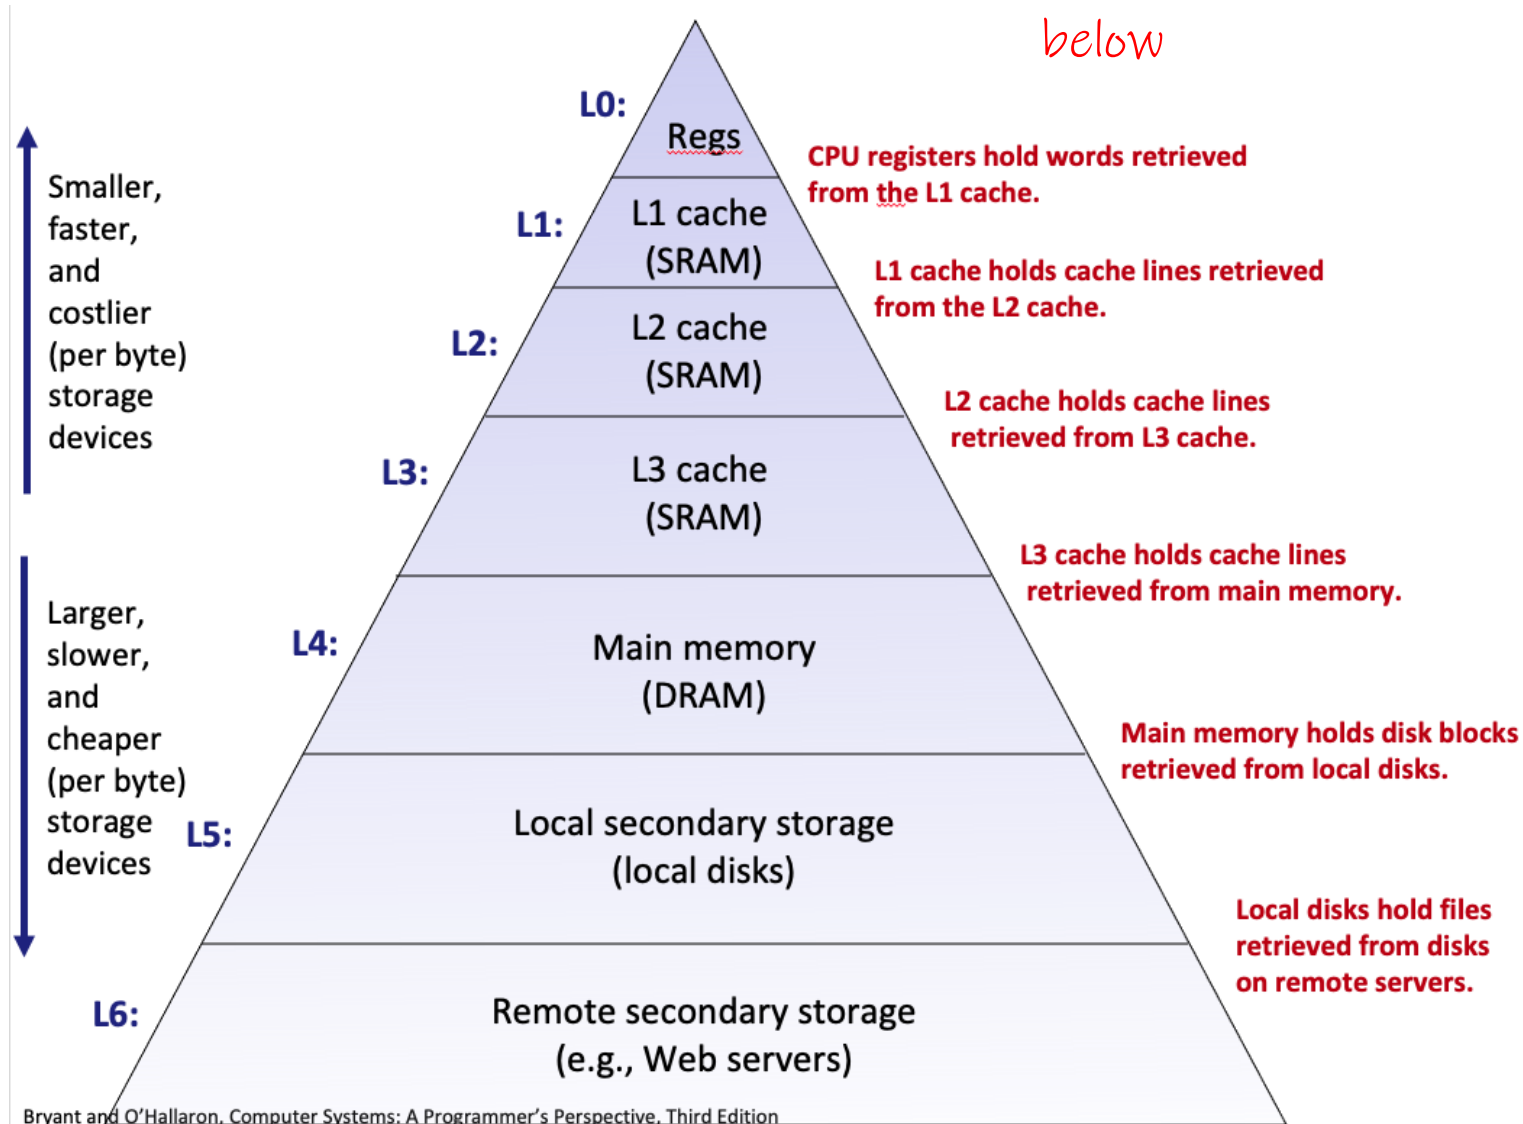 below
L0:
Regs
CPU registers hold words retrieved
from the L1 cache.
Smaller,
faster,
and
costlier
(per byte)
storage
devices
L1:
L1 cache
(SRAM)
L1 cache holds cache lines retrieved
from the L2 cache.
L2:
L2 cache
(SRAM)
L2 cache holds cache lines
retrieved from L3 cache.
L3:
L3 cache
(SRAM)
L3 cache holds cache lines
retrieved from main memory.
Larger,
slower,
and
cheaper
(per byte)
storage
devices
L4:
Main memory
(DRAM)
Main memory holds disk blocks
retrieved from local disks.
L5:
Local secondary storage
(local disks)
Local disks hold files
retrieved from disks
on remote servers.
L6:
Remote secondary storage
(e.g., Web servers)
Bryant and O'Hallaron, Computer Systems: A Programmer's Perspective, Third Edition